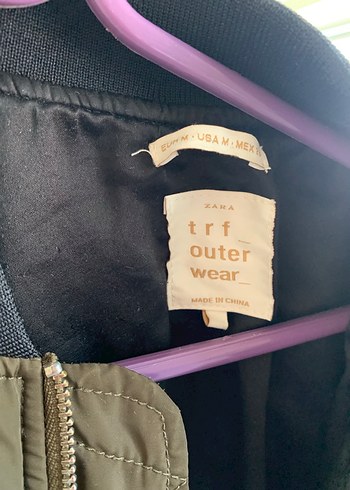 EUR M · USA M · MEX M
ZARA
trf_
outer
wear_
MADE IN CHINA